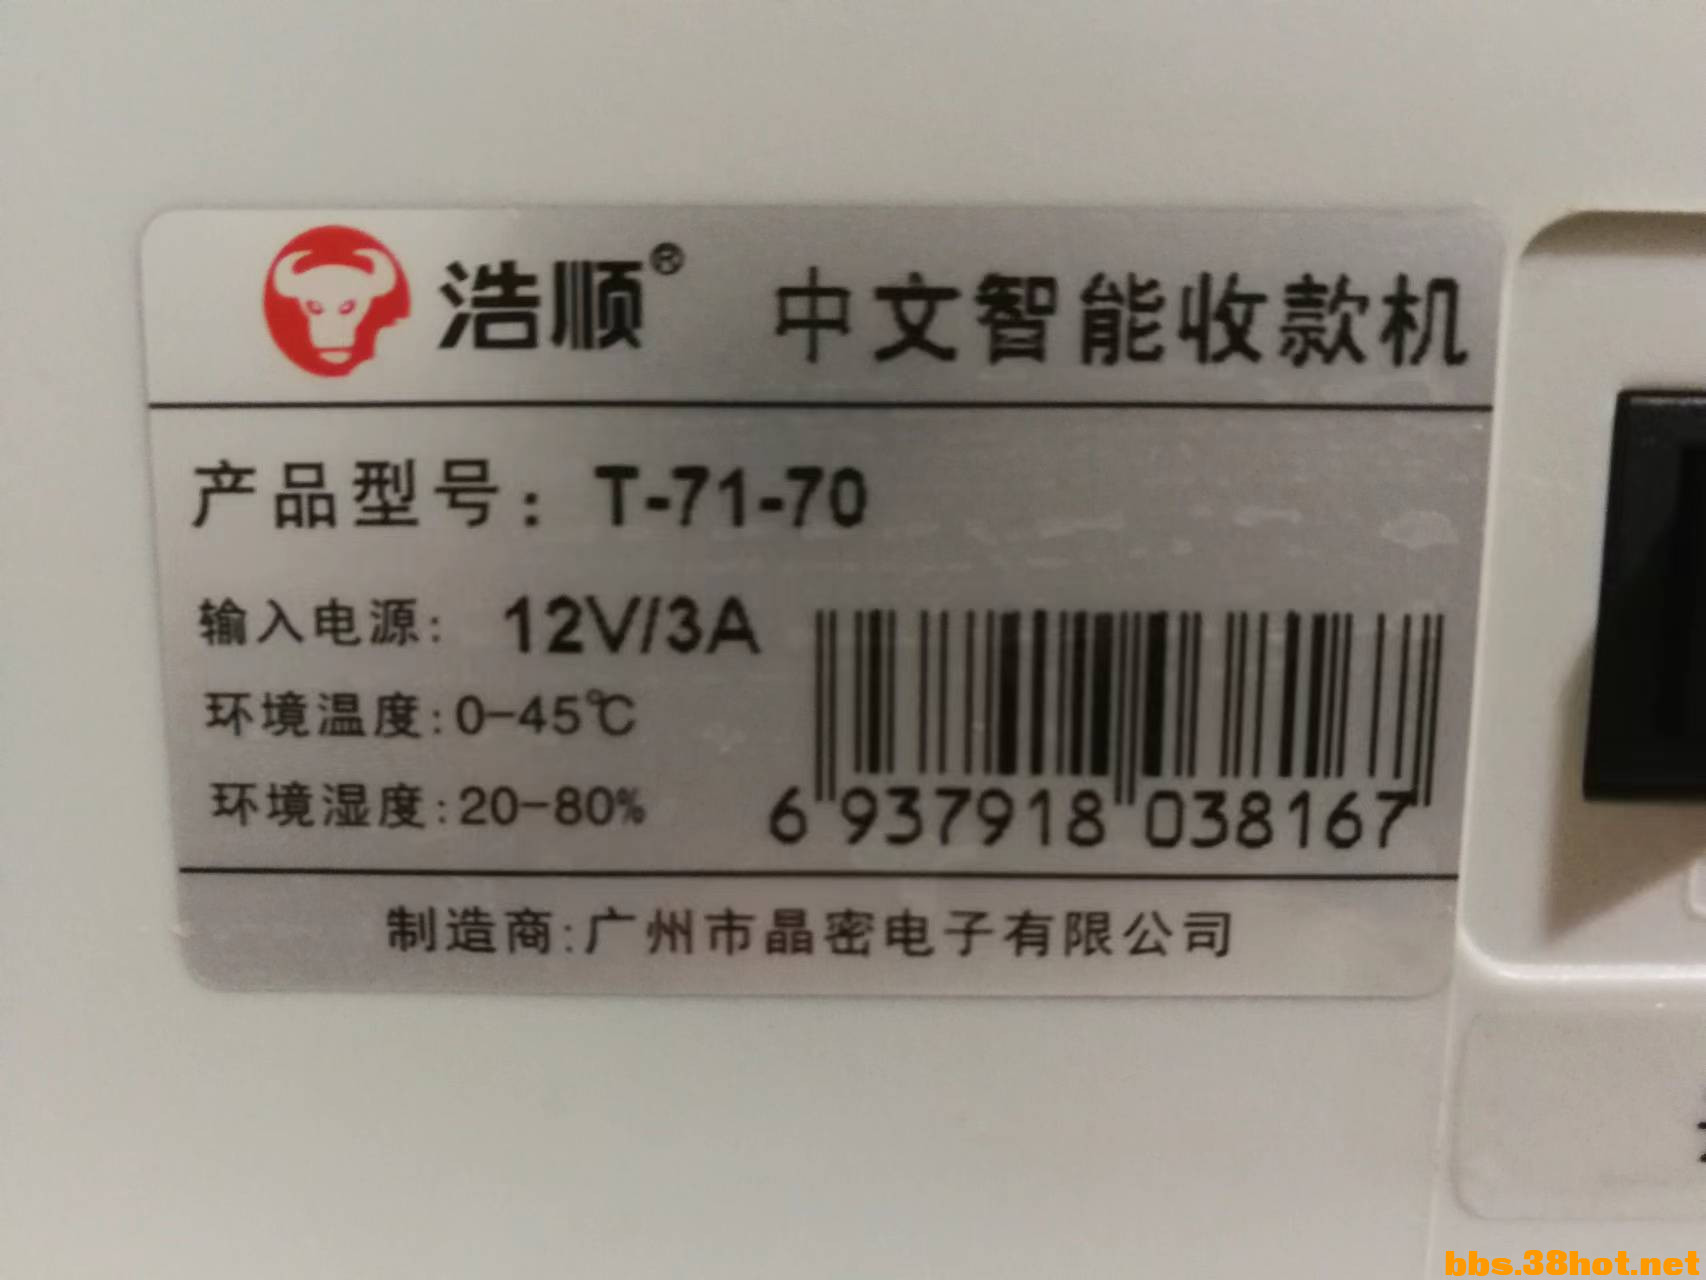 浩顺® 中文智能收款机
产品型号: T-71-70
输入电源: 12V/3A
环境温度:0-45℃
环境湿度:20-80%
6 937918 038167
制造商:广州市晶密电子有限公司
bbs.38hot.net